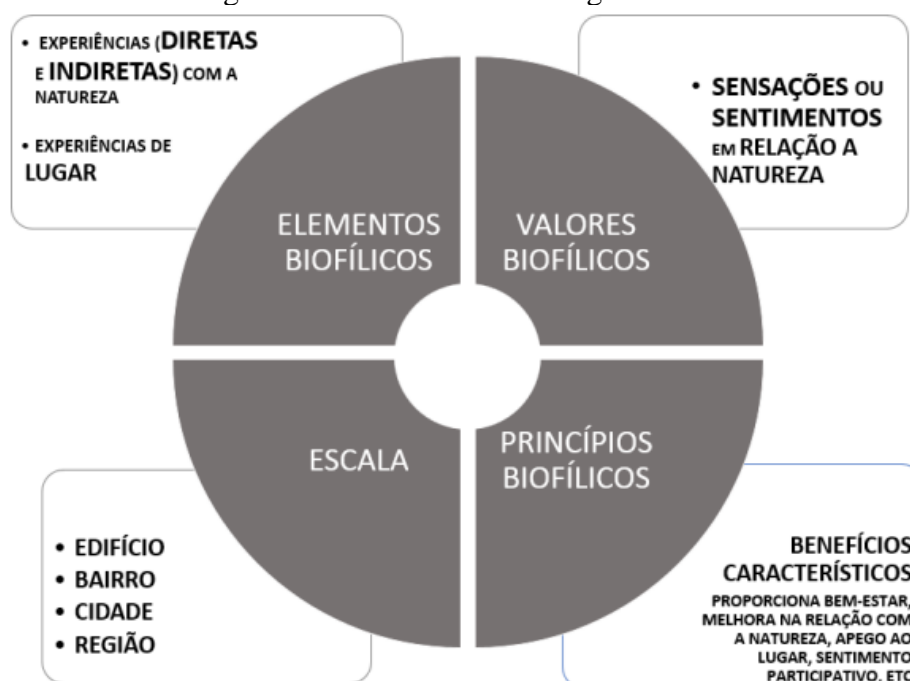 • EXPERIÊNCIAS (DIRETAS
E INDIRETAS) COM A
NATUREZA
• EXPERIÊNCIAS DE
LUGAR
• SENSAÇÕES OU
SENTIMENTOS
EM RELAÇÃO A
NATUREZA
ELEMENTOS
BIOFÍLICOS
VALORES
BIOFÍLICOS
ESCALA
PRINCÍPIOS
BIOFÍLICOS
• EDIFÍCIO
• BAIRRO
• CIDADE
• REGIÃO
BENEFÍCIOS
CARACTERÍSTICOS
PROPORCIONA BEM-ESTAR,
MELHORA NA RELAÇÃO COM
A NATUREZA, APEGO AO
LUGAR, SENTIMENTO
PARTICIPATIVO, ETC